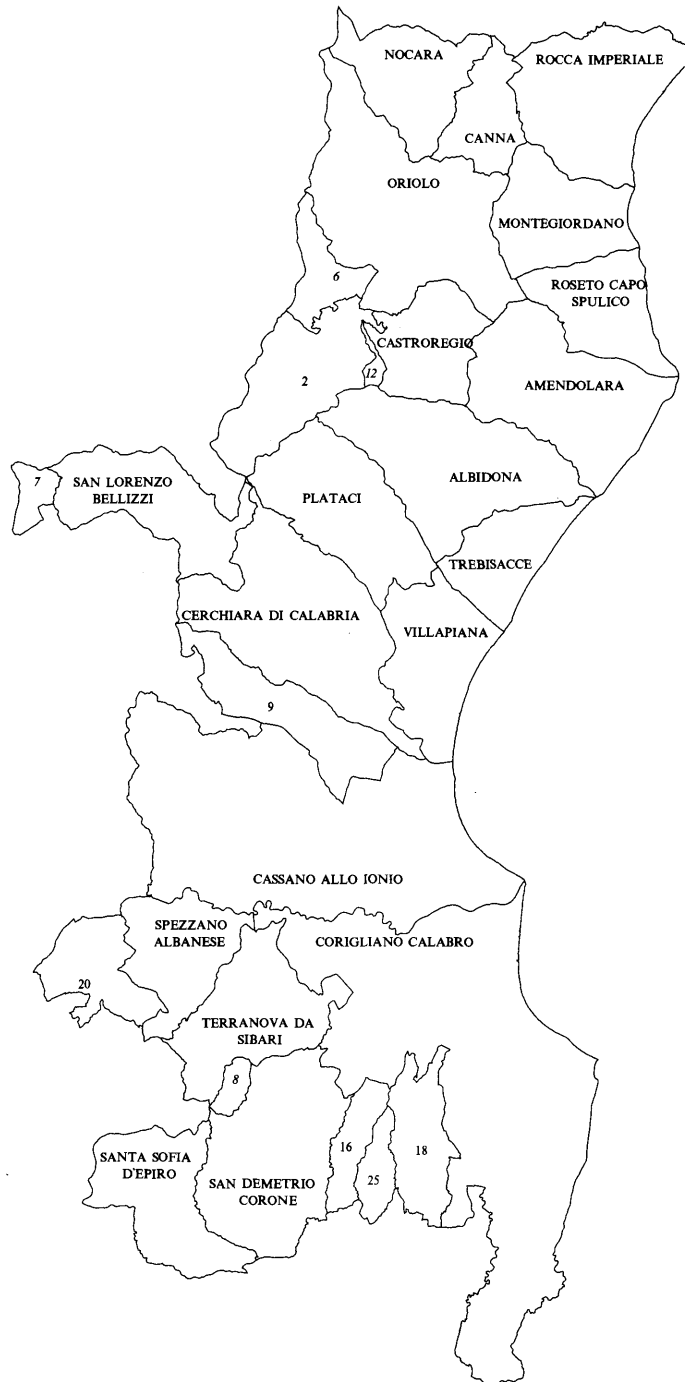 NOCARA
ROCCA IMPERIALE
CANNA
ORIOLO
MONTEGIORDANO
6
ROSETO CAPO
SPULICO
CASTROREGIO
2
12
AMENDOLARA
7
SAN LORENZO
BELLIZZI
ALBIDONA
PLATACI
TREBISACCE
CERCHIARA DI CALABRIA
VILLAPIANA
9
CASSANO ALLO IONIO
SPEZZANO
ALBANESE
CORIGLIANO CALABRO
20
TERRANOVA DA
SIBARI
8
16
18
SANTA SOFIA
D'EPIRO
25
SAN DEMETRIO
CORONE